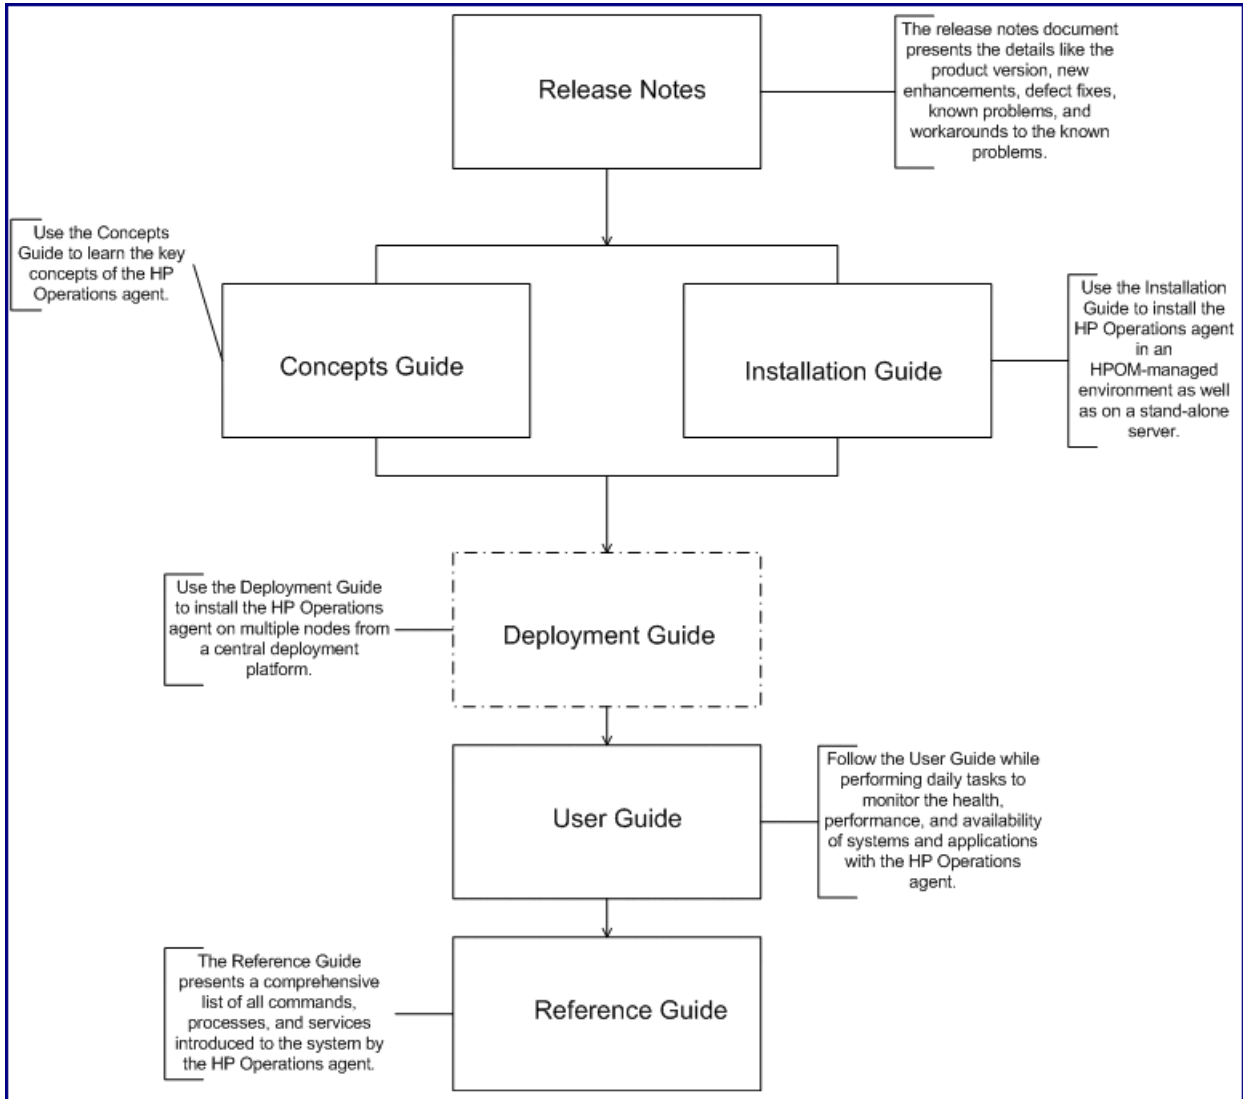 Release Notes
The release notes document
presents the details like the
product version, new
enhancements, defect fixes,
known problems, and
workarounds to the known
problems.
Use the Concepts
Guide to learn the key
concepts of the HP
Operations agent.
Concepts Guide
Installation Guide
Use the Installation
Guide to install the
HP Operations agent
in an
HPOM-managed
environment as well
as on a stand-alone
server.
Use the Deployment Guide
to install the HP Operations
agent on multiple nodes from
a central deployment
platform.
Deployment Guide
User Guide
Follow the User Guide while
performing daily tasks to
monitor the health,
performance, and availability
of systems and applications
with the HP Operations
agent.
The Reference Guide
presents a comprehensive
list of all commands,
processes, and services
introduced to the system by
the HP Operations agent.
Reference Guide